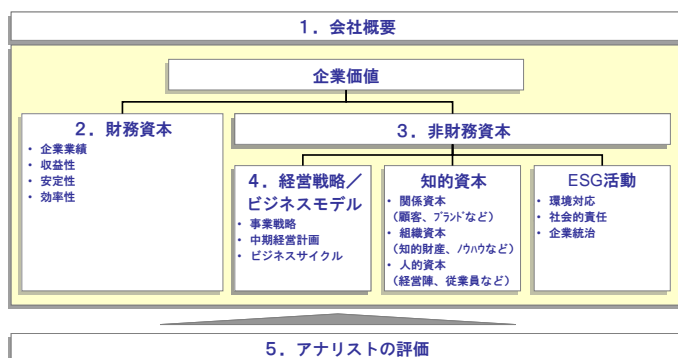 １．会社概要
企業価値
２．財務資本
・ 企業業績
・ 収益性
・ 安定性
・ 効率性
３．非財務資本
４．経営戦略／
ビジネスモデル
・ 事業戦略
・ 中期経営計画
・ ビジネスサイクル
知的資本
・ 関係資本
（顧客、ﾌﾞﾗﾝﾄﾞなど）
・ 組織資本
（知的財産、ﾉｳﾊｳなど）
・ 人的資本
（経営陣、従業員など）
ESG活動
・ 環境対応
・ 社会的責任
・ 企業統治
５．アナリストの評価